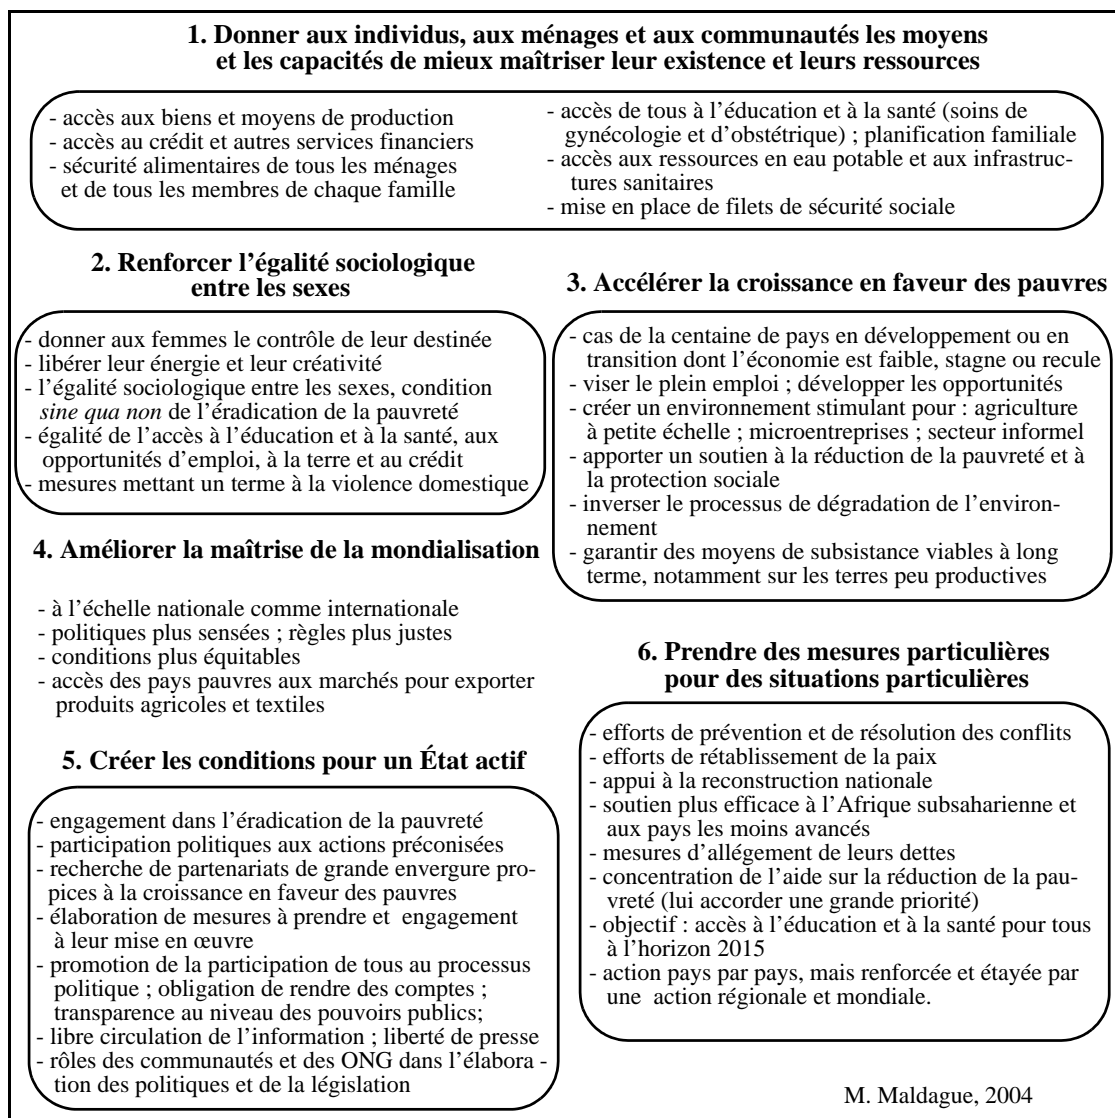 1. Donner aux individus, aux ménages et aux communautés les moyens
et les capacités de mieux maîtriser leur existence et leurs ressources
- accès aux biens et moyens de production
- accès au crédit et autres services financiers
- sécurité alimentaires de tous les ménages
et de tous les membres de chaque famille
- accès de tous à l'éducation et à la santé (soins de
gynécologie et d'obstétrique) ; planification familiale
- accès aux ressources en eau potable et aux infrastruc-
tures sanitaires
- mise en place de filets de sécurité sociale
2. Renforcer l'égalité sociologique
entre les sexes
- donner aux femmes le contrôle de leur destinée
- libérer leur énergie et leur créativité
- l'égalité sociologique entre les sexes, condition
sine qua non de l'éradication de la pauvreté
- égalité de l'accès à l'éducation et à la santé, aux
opportunités d'emploi, à la terre et au crédit
- mesures mettant un terme à la violence domestique
3. Accélérer la croissance en faveur des pauvres
- cas de la centaine de pays en développement ou en
transition dont l'économie est faible, stagne ou recule
- viser le plein emploi ; développer les opportunités
- créer un environnement stimulant pour : agriculture
à petite échelle ; microentreprises ; secteur informel
- apporter un soutien à la réduction de la pauvreté et à
la protection sociale
- inverser le processus de dégradation de l'environ-
nement
- garantir des moyens de subsistance viables à long
terme, notamment sur les terres peu productives
4. Améliorer la maîtrise de la mondialisation
- à l'échelle nationale comme internationale
- politiques plus sensées ; règles plus justes
- conditions plus équitables
- accès des pays pauvres aux marchés pour exporter
produits agricoles et textiles
5. Créer les conditions pour un État actif
- engagement dans l'éradication de la pauvreté
- participation politiques aux actions préconisées
- recherche de partenariats de grande envergure pro-
pices à la croissance en faveur des pauvres
- élaboration de mesures à prendre et engagement
à leur mise en œuvre
- promotion de la participation de tous au processus
politique ; obligation de rendre des comptes ;
transparence au niveau des pouvoirs publics;
- libre circulation de l'information ; liberté de presse
- rôles des communautés et des ONG dans l'élabora -
tion des politiques et de la législation
6. Prendre des mesures particulières
pour des situations particulières
- efforts de prévention et de résolution des conflits
- efforts de rétablissement de la paix
- appui à la reconstruction nationale
- soutien plus efficace à l'Afrique subsaharienne et
aux pays les moins avancés
- mesures d'allégement de leurs dettes
- concentration de l'aide sur la réduction de la pau-
vreté (lui accorder une grande priorité)
- objectif : accès à l'éducation et à la santé pour tous
à l'horizon 2015
- action pays par pays, mais renforcée et étayée par
une action régionale et mondiale.
M. Maldague, 2004